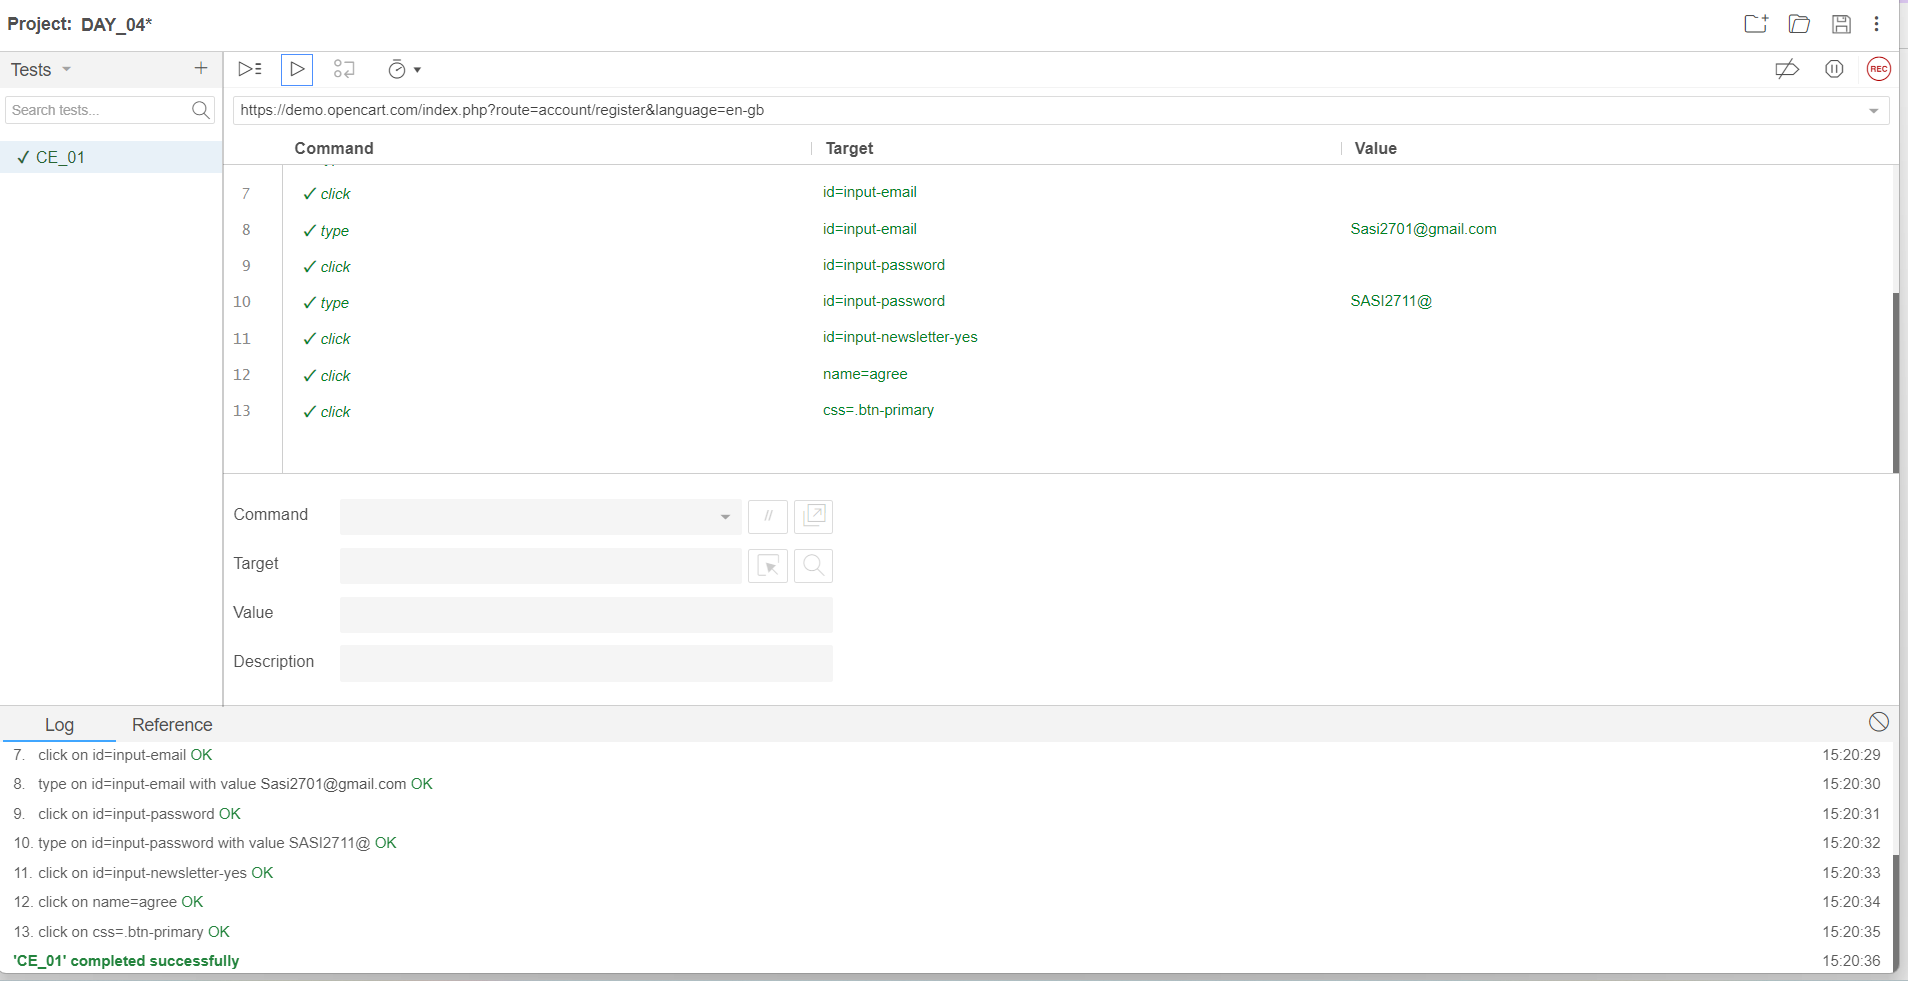 Project: DAY_04*
Tests
Search tests...
✓ CE_01
REC
https://demo.opencart.com/index.php?route=account/register&language=en-gb
Command Target Value
7 ✓ click id=input-email
8 ✓ type id=input-email Sasi2701@gmail.com
9 ✓ click id=input-password
10 ✓ type id=input-password SASI2711@
11 ✓ click id=input-newsletter-yes
12 ✓ click name=agree
13 ✓ click css=.btn-primary
Command //
Target
Value
Description
Log Reference
7. click on id=input-email OK 15:20:29
8. type on id=input-email with value Sasi2701@gmail.com OK 15:20:30
9. click on id=input-password OK 15:20:31
10. type on id=input-password with value SASI2711@ OK 15:20:32
11. click on id=input-newsletter-yes OK 15:20:33
12. click on name=agree OK 15:20:34
13. click on css=.btn-primary OK 15:20:35
'CE_01' completed successfully 15:20:36